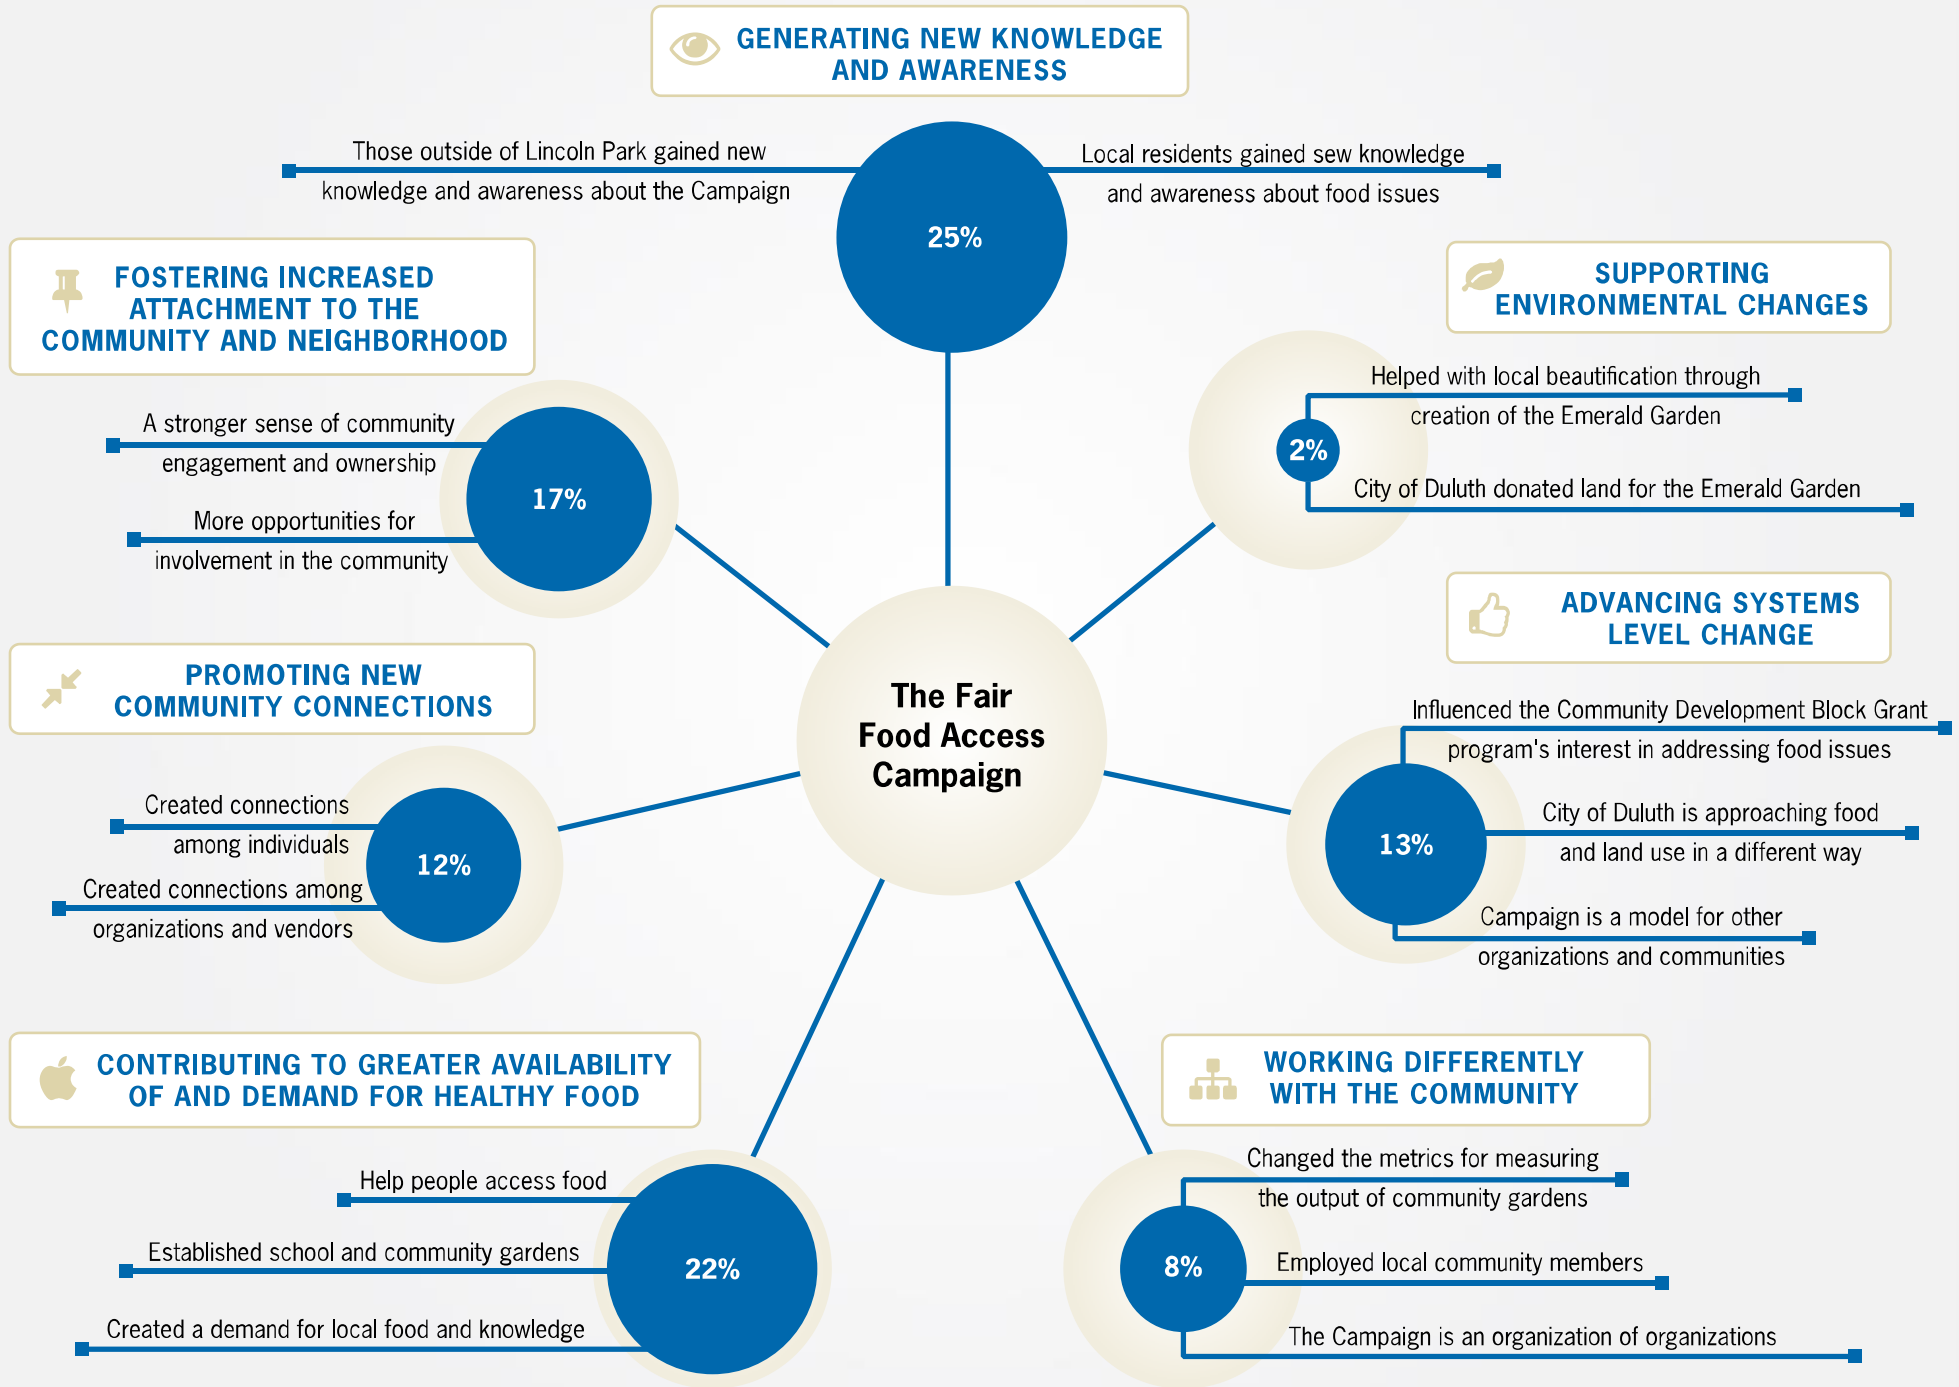 GENERATING NEW KNOWLEDGE
AND AWARENESS
Those outside of Lincoln Park gained new
knowledge and awareness about the Campaign
Local residents gained sew knowledge
and awareness about food issues
25%
FOSTERING INCREASED
ATTACHMENT TO THE
COMMUNITY AND NEIGHBORHOOD
A stronger sense of community
engagement and ownership
More opportunities for
involvement in the community
17%
SUPPORTING
ENVIRONMENTAL CHANGES
Helped with local beautification through
creation of the Emerald Garden
2%
City of Duluth donated land for the Emerald Garden
PROMOTING NEW
COMMUNITY CONNECTIONS
Created connections
among individuals
Created connections among
organizations and vendors
12%
The Fair
Food Access
Campaign
ADVANCING SYSTEMS
LEVEL CHANGE
Influenced the Community Development Block Grant
program's interest in addressing food issues
City of Duluth is approaching food
and land use in a different way
13%
Campaign is a model for other
organizations and communities
CONTRIBUTING TO GREATER AVAILABILITY
OF AND DEMAND FOR HEALTHY FOOD
Help people access food
Established school and community gardens
22%
Created a demand for local food and knowledge
WORKING DIFFERENTLY
WITH THE COMMUNITY
Changed the metrics for measuring
the output of community gardens
8%
Employed local community members
The Campaign is an organization of organizations